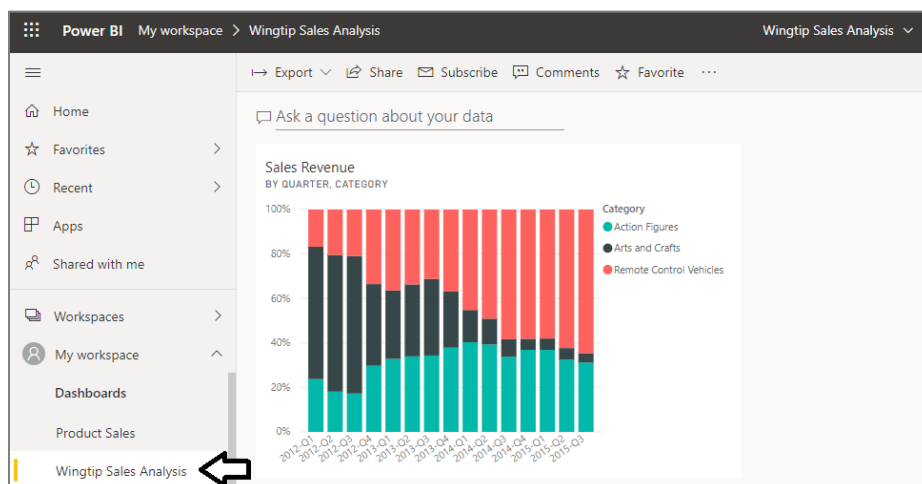 Power BI My workspace > Wingtip Sales Analysis Wingtip Sales Analysis
Export Share Subscribe Comments Favorite ...
Home
Favorites
Recent
Apps
Shared with me
Workspaces
My workspace
Dashboards
Product Sales
Wingtip Sales Analysis
Ask a question about your data
Sales Revenue
BY QUARTER, CATEGORY
100%
80%
60%
40%
20%
0%
2012-Q1 2012-Q2 2012-Q3 2012-Q4 2013-Q1 2013-Q2 2013-Q3 2013-Q4 2014-Q1 2014-Q2 2014-Q3 2014-Q4 2015-Q1 2015-Q2 2015-Q3
Category
Action Figures
Arts and Crafts
Remote Control Vehicles